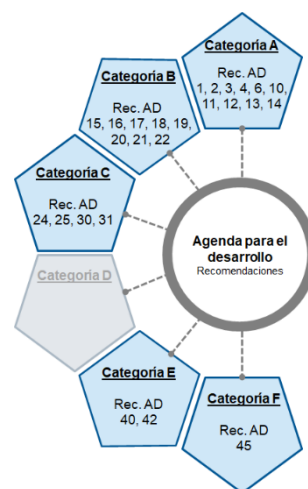 Categoría A
Rec. AD
1, 2, 3, 4, 6, 10,
11, 12, 13, 14
Categoría B
Rec. AD
15, 16, 17, 18, 19,
20, 21, 22
Categoría C
Rec. AD
24, 25, 30, 31
Agenda para el
desarrollo
Recomendaciones
Categoría D
Categoría E
Rec. AD
40, 42
Categoría F
Rec. AD
45